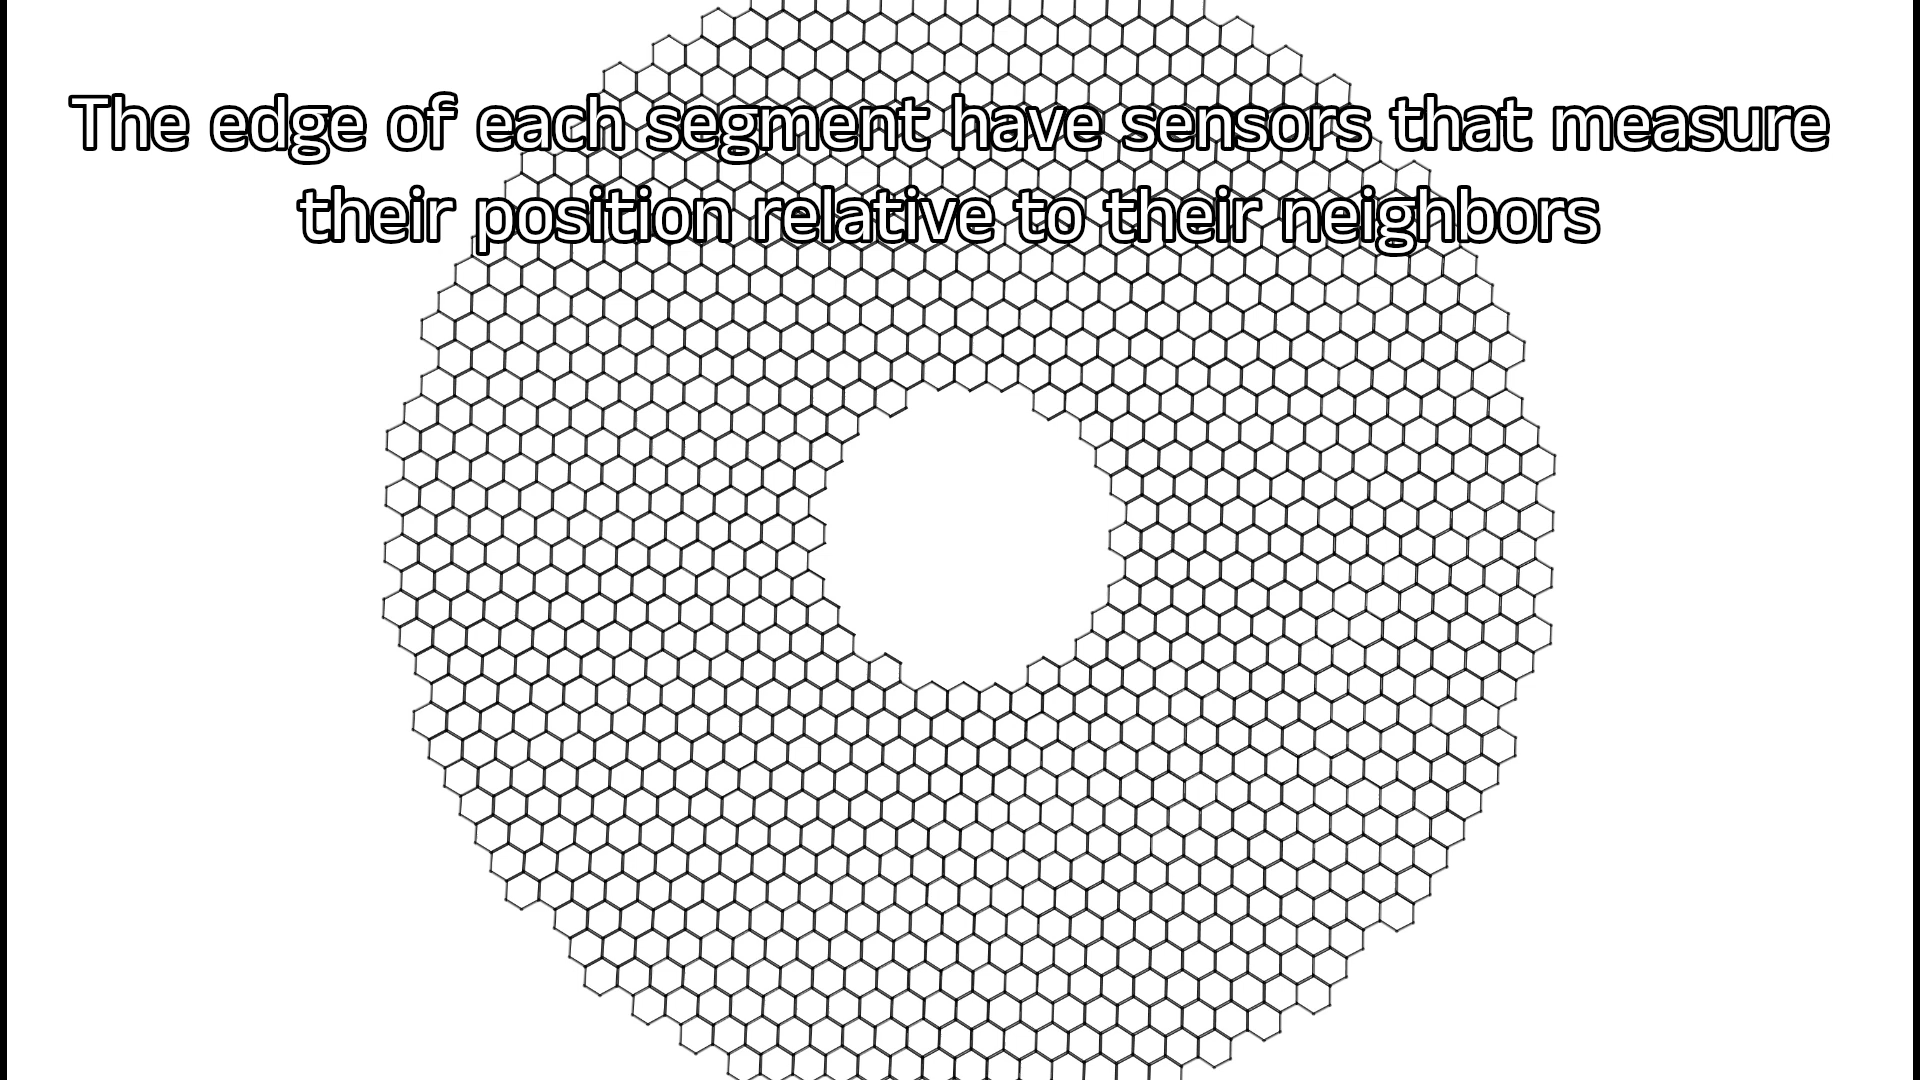 The edge of each segment have sensors that measure
their position relative to their neighbors